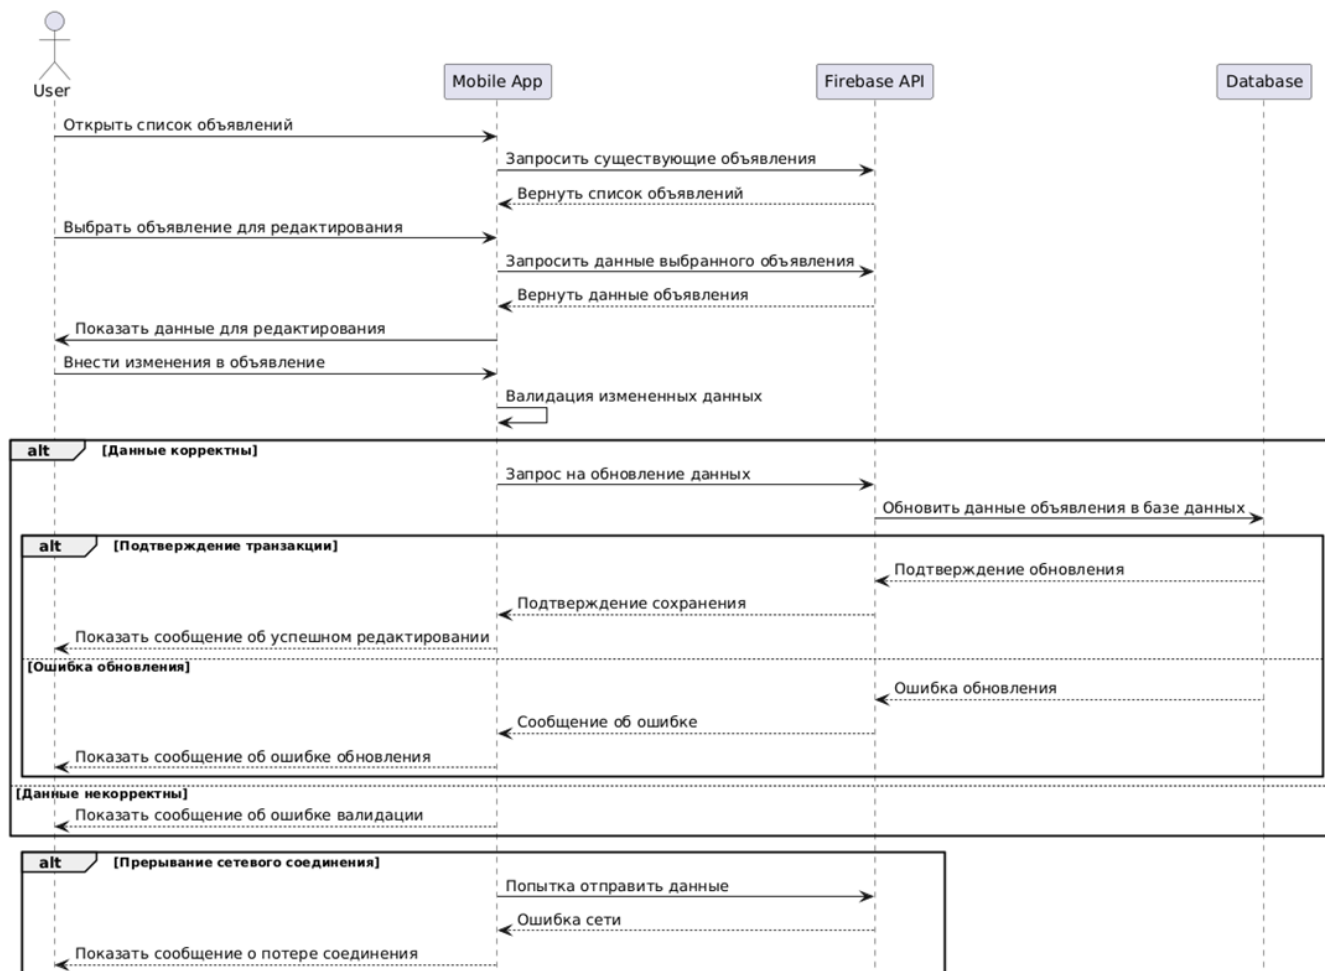 User
Mobile App
Firebase API
Database
Открыть список объявлений
Запросить существующие объявления
Вернуть список объявлений
Выбрать объявление для редактирования
Запросить данные выбранного объявления
Вернуть данные объявления
Показать данные для редактирования
Внести изменения в объявление
Валидация измененных данных
alt [Данные корректны]
Запрос на обновление данных
Обновить данные объявления в базе данных
alt [Подтверждение транзакции]
Подтверждение обновления
Подтверждение сохранения
Показать сообщение об успешном редактировании
[Ошибка обновления]
Ошибка обновления
Сообщение об ошибке
Показать сообщение об ошибке обновления
[Данные некорректны]
Показать сообщение об ошибке валидации
alt [Прерывание сетевого соединения]
Попытка отправить данные
Ошибка сети
Показать сообщение о потере соединения